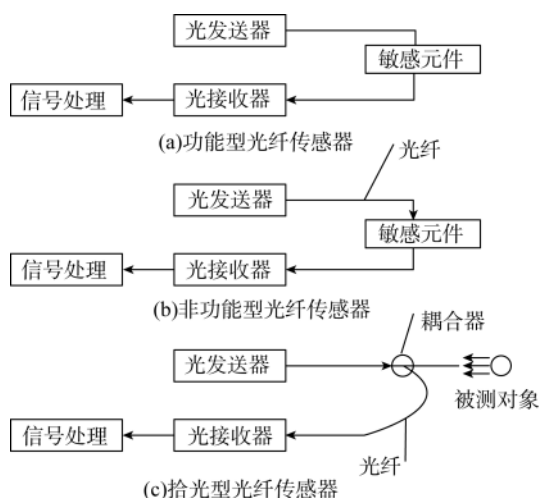 光发送器
敏感元件
信号处理
光接收器
(a)功能型光纤传感器
光纤
光发送器
敏感元件
信号处理
光接收器
(b)非功能型光纤传感器
耦合器
光发送器
被测对象
信号处理
光接收器
光纤
(c)拾光型光纤传感器